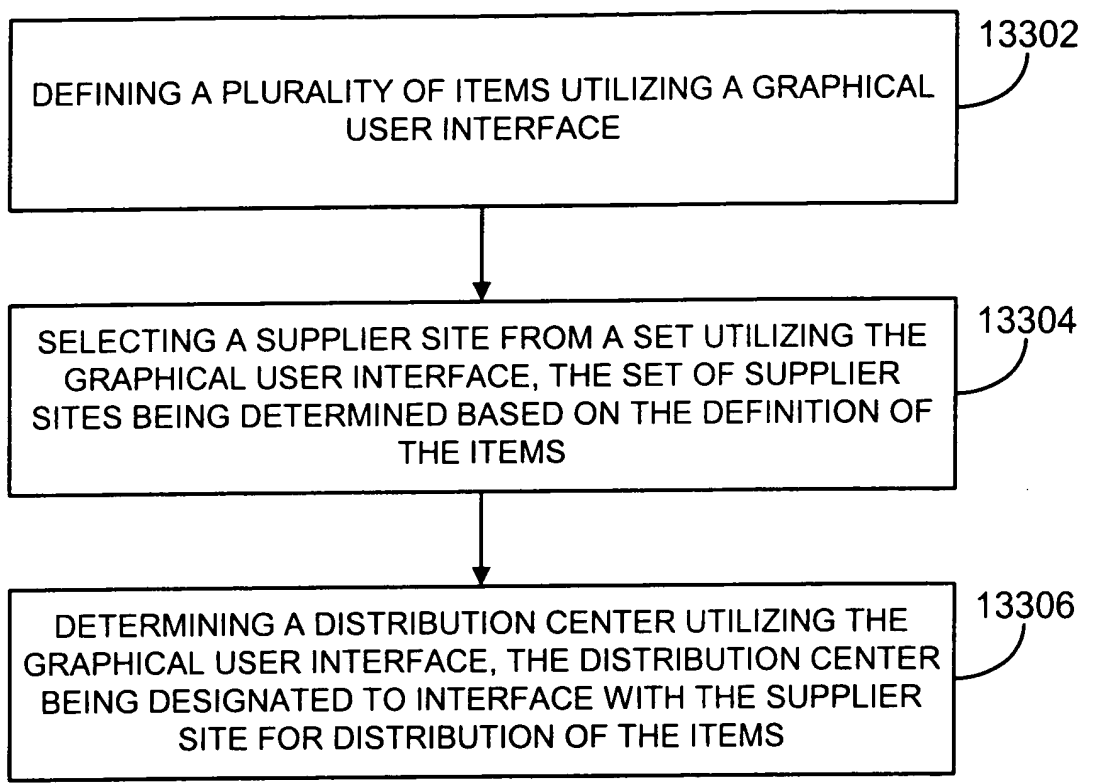 13302
DEFINING A PLURALITY OF ITEMS UTILIZING A GRAPHICAL
USER INTERFACE
13304
SELECTING A SUPPLIER SITE FROM A SET UTILIZING THE
GRAPHICAL USER INTERFACE, THE SET OF SUPPLIER
SITES BEING DETERMINED BASED ON THE DEFINITION OF
THE ITEMS
13306
DETERMINING A DISTRIBUTION CENTER UTILIZING THE
GRAPHICAL USER INTERFACE, THE DISTRIBUTION CENTER
BEING DESIGNATED TO INTERFACE WITH THE SUPPLIER
SITE FOR DISTRIBUTION OF THE ITEMS